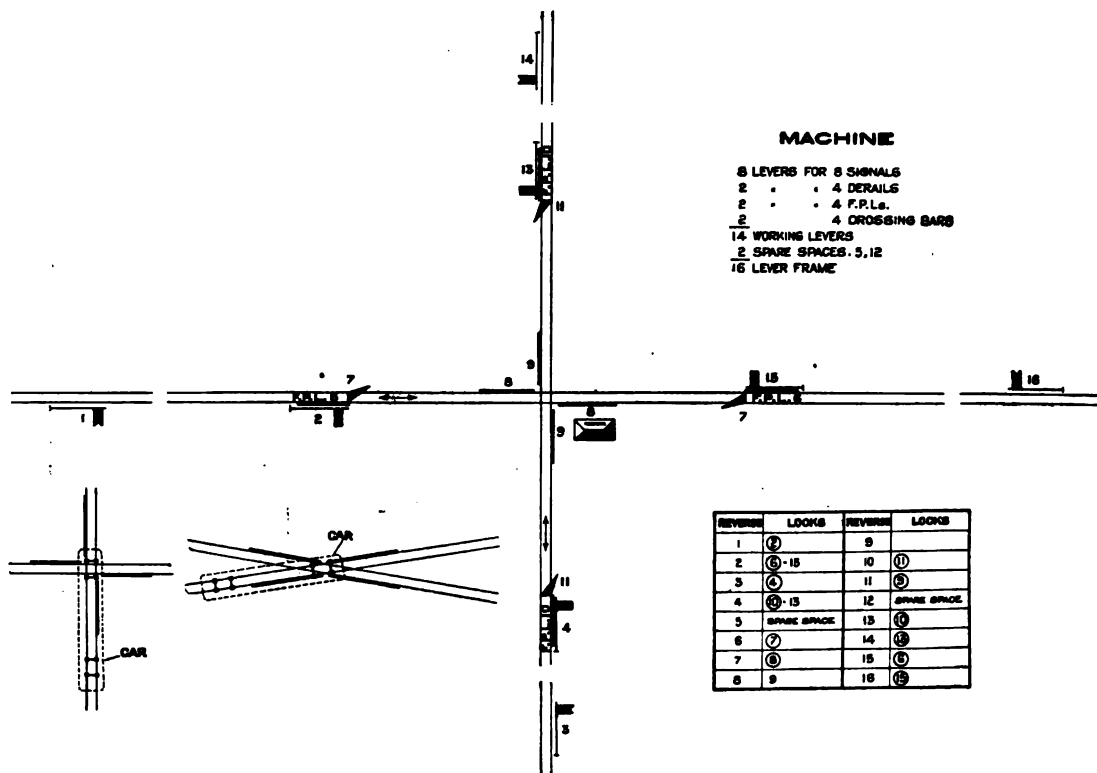 14
13
F.P.L.10
11
MACHINE
8 LEVERS FOR 8 SIGNALS
2 " " 4 DERAILS
2 " " 4 F.P.Ls.
2 4 CROSSING BARS
14 WORKING LEVERS
2 SPARE SPACES. 5,12
16 LEVER FRAME
9
8
7
F.P.L. 6
1
2
15
F.P.L. 6
16
7
8
9
CAR
CAR
11
F.P.L.10
4
3
REVERSE LOCKS REVERSE LOCKS
1 2 9
2 6 - 15 10 11
3 4 11 9
4 10 - 13 12 SPARE SPACE
5 SPARE SPACE 13 10
6 7 14 13
7 8 15 6
8 9 16 15